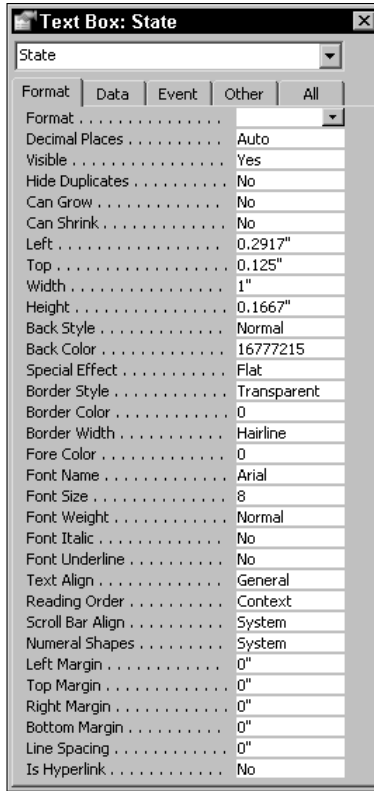 Text Box: State
State
Format Data Event Other All
Format . . . . . . . . . . . . . . .
Decimal Places . . . . . . . . . . Auto
Visible . . . . . . . . . . . . . . . . Yes
Hide Duplicates . . . . . . . . . . No
Can Grow . . . . . . . . . . . . . No
Can Shrink . . . . . . . . . . . . . No
Left . . . . . . . . . . . . . . . . . . 0.2917"
Top . . . . . . . . . . . . . . . . . . 0.125"
Width . . . . . . . . . . . . . . . . 1"
Height . . . . . . . . . . . . . . . . 0.1667"
Back Style . . . . . . . . . . . . . Normal
Back Color . . . . . . . . . . . . . 16777215
Special Effect . . . . . . . . . . . Flat
Border Style . . . . . . . . . . . . Transparent
Border Color . . . . . . . . . . . . 0
Border Width . . . . . . . . . . . Hairline
Fore Color . . . . . . . . . . . . . 0
Font Name . . . . . . . . . . . . . Arial
Font Size . . . . . . . . . . . . . . 8
Font Weight . . . . . . . . . . . . Normal
Font Italic . . . . . . . . . . . . . No
Font Underline . . . . . . . . . . No
Text Align . . . . . . . . . . . . . General
Reading Order . . . . . . . . . . Context
Scroll Bar Align . . . . . . . . . . System
Numeral Shapes . . . . . . . . . System
Left Margin . . . . . . . . . . . . 0"
Top Margin . . . . . . . . . . . . 0"
Right Margin . . . . . . . . . . . 0"
Bottom Margin . . . . . . . . . . 0"
Line Spacing . . . . . . . . . . . 0"
Is Hyperlink . . . . . . . . . . . . No